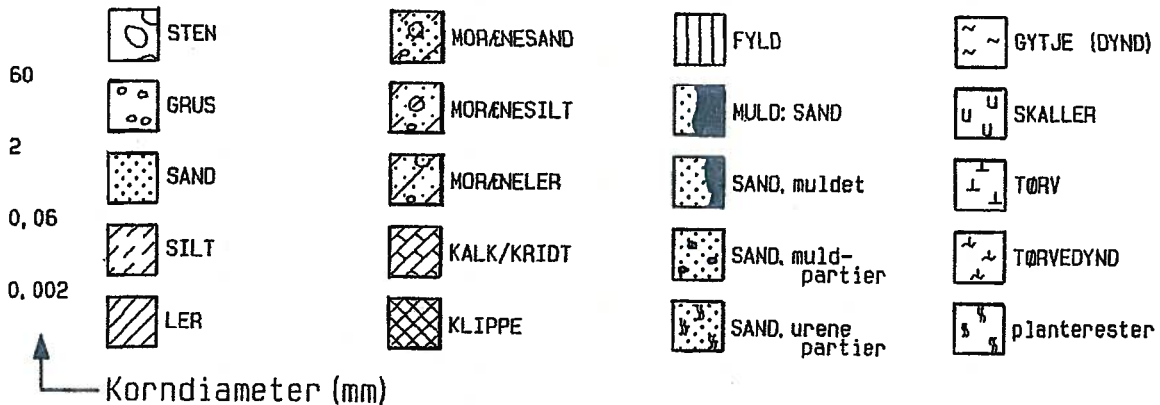 STEN
60
GRUS
2
SAND
0,06
SILT
0,002
LER
Korndiameter (mm)
MORÆNESAND
MORÆNESILT
MORÆNELER
KALK/KRIDT
KLIPPE
FYLD
MULD: SAND
SAND, muldet
SAND, muld-
partier
SAND, urene
partier
GYTJE (DYND)
SKALLER
TØRV
TØRVEDYND
planterester